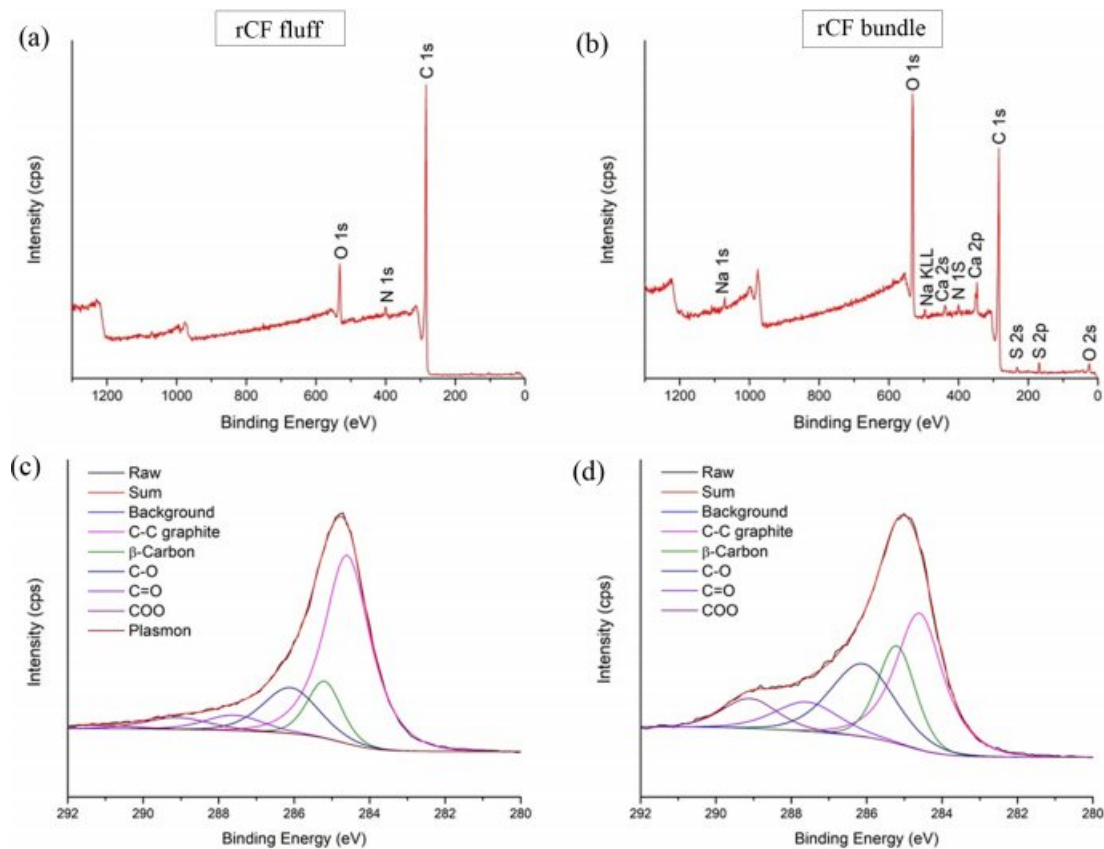 (a)
rCF fluff
Intensity (cps)
C 1s
O 1s
N 1s
1200 1000 800 600 400 200 0
Binding Energy (eV)
(b)
rCF bundle
Intensity (cps)
O 1s
C 1s
Na 1s
Na KLL
Ca 2s
N 1S
Ca 2p
S 2s
S 2p
O 2s
1200 1000 800 600 400 200 0
Binding Energy (eV)
(c)
Intensity (cps)
Raw
Sum
Background
C-C graphite
β-Carbon
C-O
C=O
COO
Plasmon
292 290 288 286 284 282 280
Binding Energy (eV)
(d)
Intensity (cps)
Raw
Sum
Background
C-C graphite
β-Carbon
C-O
C=O
COO
292 290 288 286 284 282 280
Binding Energy (eV)